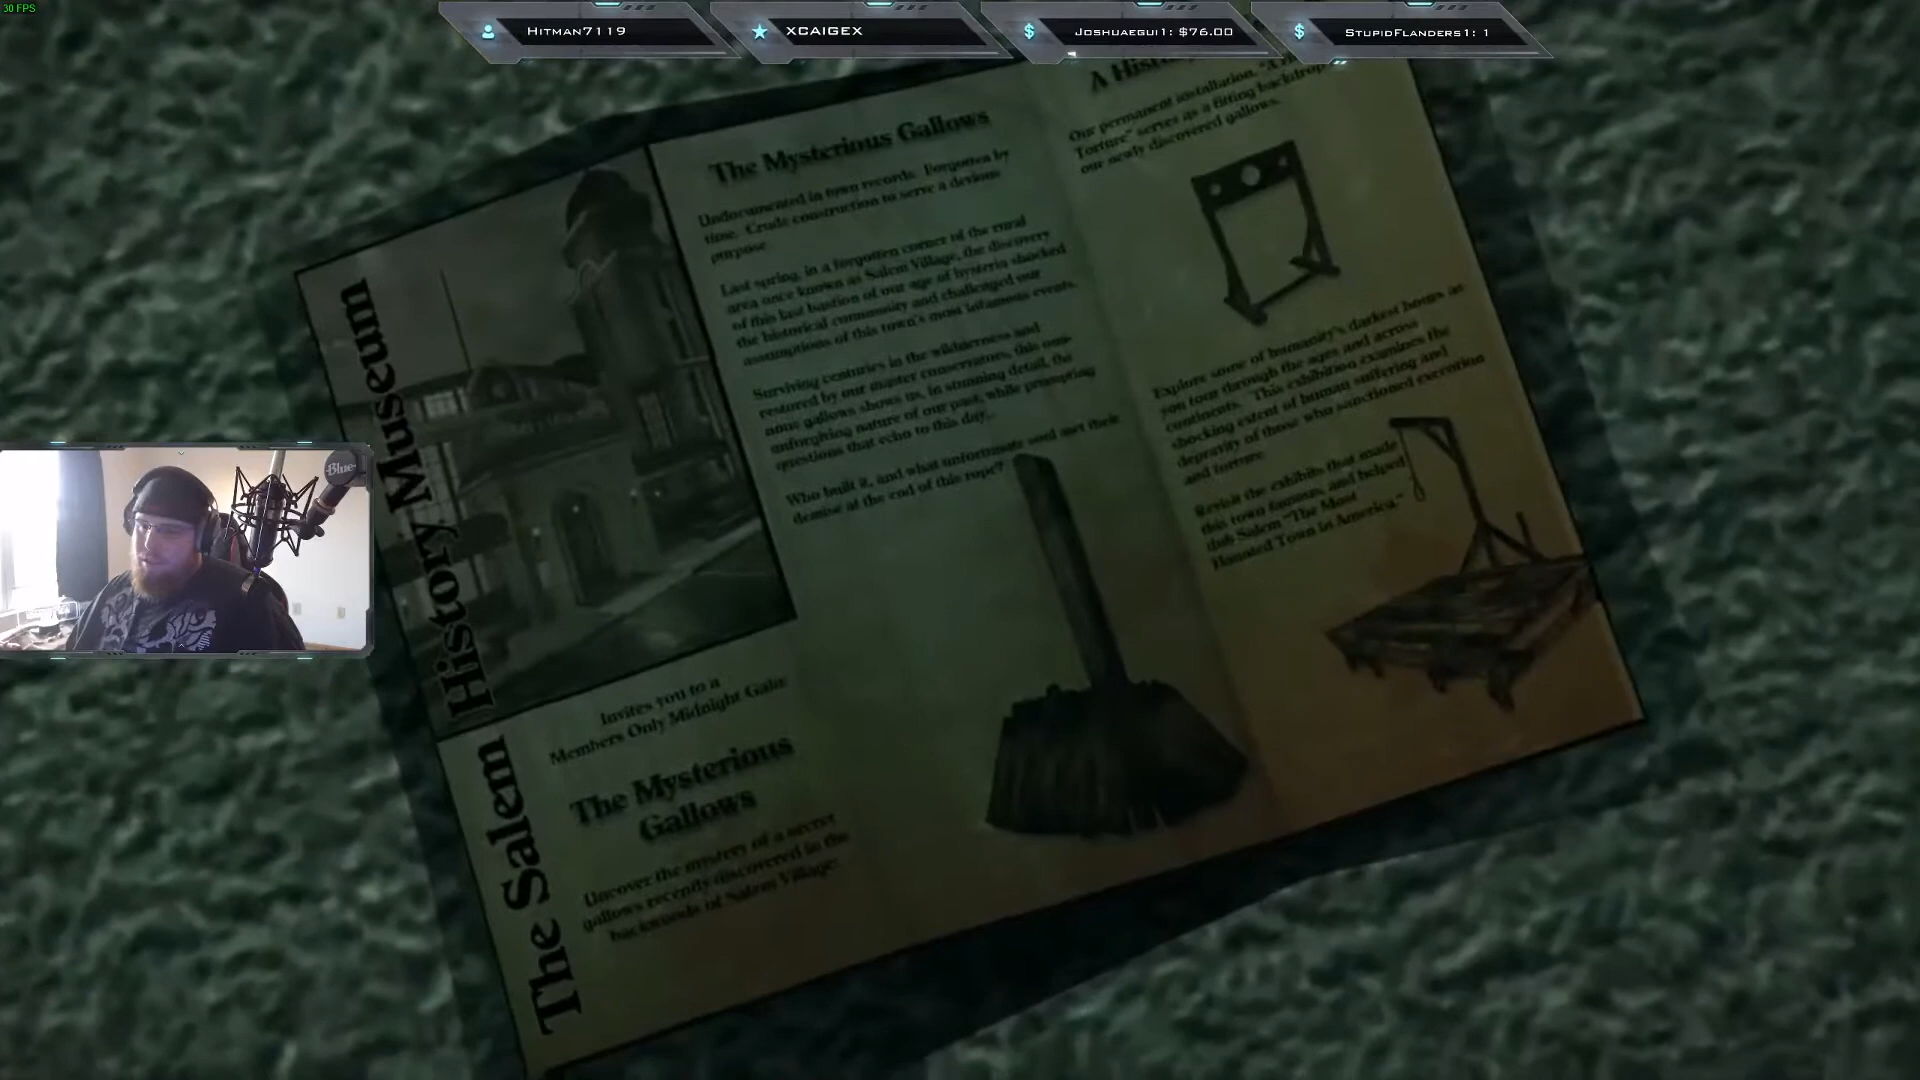 30 FPS
Hitman7119
XCAIGEX
Joshuaegui1: $76.00
StupidFlanders1: 1
The Salem
History Museum
Invites you to a
Members Only Midnight Gala
The Mysterious
Gallows
Uncover the mystery of a secret
gallows recently discovered in the
backwoods of Salem Village.
The Mysterious Gallows
Undocumented in town records. Forgotten by
time. Crude construction to serve a devious
purpose.
Last spring, in a forgotten corner of the rural
area once known as Salem Village, the discovery
of this last bastion of our age of hysteria shocked
the historical community and challenged our
assumptions of this town's most infamous events.
Surviving centuries in the wilderness and
restored by our master conservators, this omi-
nous gallows shows us, in stunning detail, the
unforgiving nature of our past, while prompting
questions that echo to this day...
Who built it, and what unfortunate soul met their
demise at the end of this rope?
A His
Our permanent installation, "A
Torture" serves as a fitting backdrop
our newly discovered gallows.
Explore some of humanity's darkest hours as
you tour through the ages and across
continents. This exhibition examines the
shocking extent of human suffering and
depravity of those who sanctioned execution
and torture.
Revisit the exhibits that made
this town famous, and helped
dub Salem "The Most
Haunted Town in America."
Blue